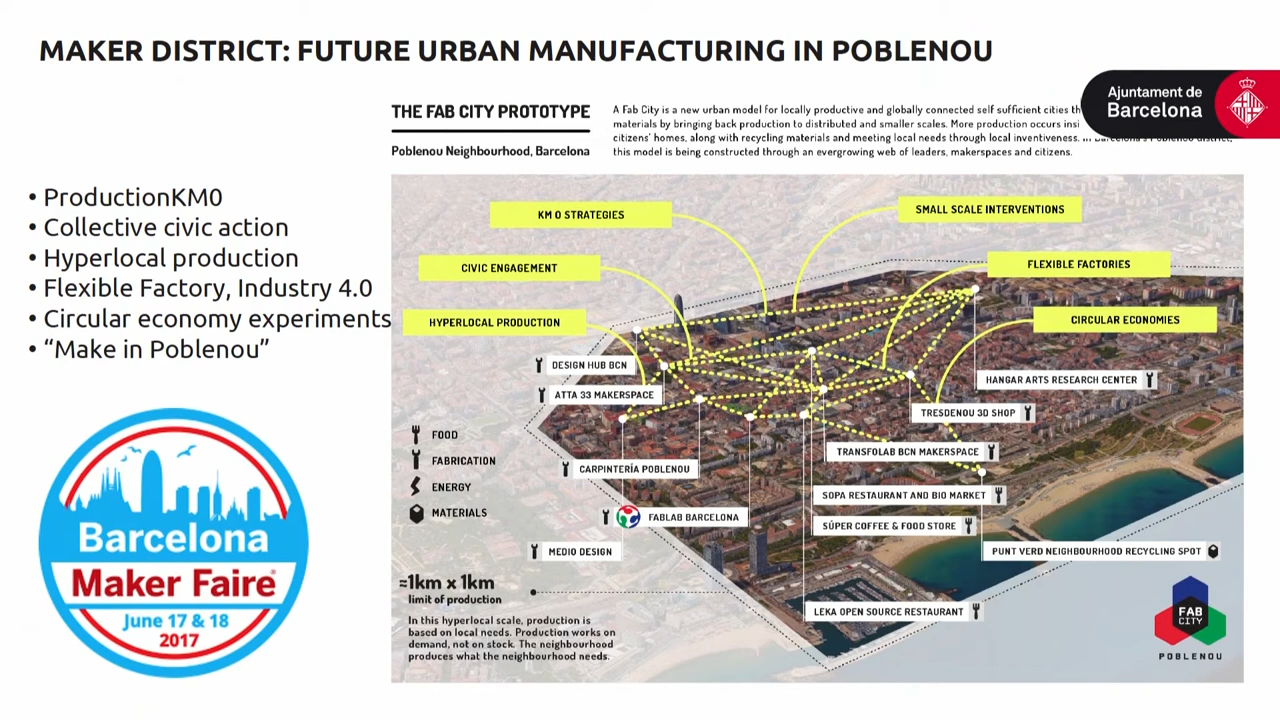 MAKER DISTRICT: FUTURE URBAN MANUFACTURING IN POBLENOU
Ajuntament de
Barcelona
THE FAB CITY PROTOTYPE
Poblenou Neighbourhood, Barcelona
A Fab City is a new urban model for locally productive and globally connected self sufficient cities
materials by bringing back production to distributed and smaller scales. More production occurs
citizens' homes, along with recycling materials and meeting local needs through local inventiveness. In Barcelona's Poblenou district,
this model is being constructed through an evergrowing web of leaders, makerspaces and citizens.
• ProductionKM0
• Collective civic action
• Hyperlocal production
• Flexible Factory, Industry 4.0
• Circular economy experiments
• “Make in Poblenou”
KM 0 STRATEGIES
SMALL SCALE INTERVENTIONS
CIVIC ENGAGEMENT
FLEXIBLE FACTORIES
HYPERLOCAL PRODUCTION
CIRCULAR ECONOMIES
DESIGN HUB BCN
ATTA 33 MAKERSPACE
HANGAR ARTS RESEARCH CENTER
TRESDENOU 3D SHOP
FOOD
FABRICATION
ENERGY
MATERIALS
TRANSFOLAB BCN MAKERSPACE
CARPINTERÍA POBLENOU
SOPA RESTAURANT AND BIO MARKET
FABLAB BARCELONA
SÚPER COFFEE & FOOD STORE
MEDIO DESIGN
PUNT VERD NEIGHBOURHOOD RECYCLING SPOT
LEKA OPEN SOURCE RESTAURANT
≈1km x 1km
limit of production
In this hyperlocal scale, production is
based on local needs. Production works on
demand, not on stock. The neighbourhood
produces what the neighbourhood needs.
FAB
CITY
POBLENOU
Barcelona
Maker Faire
June 17 & 18
2017